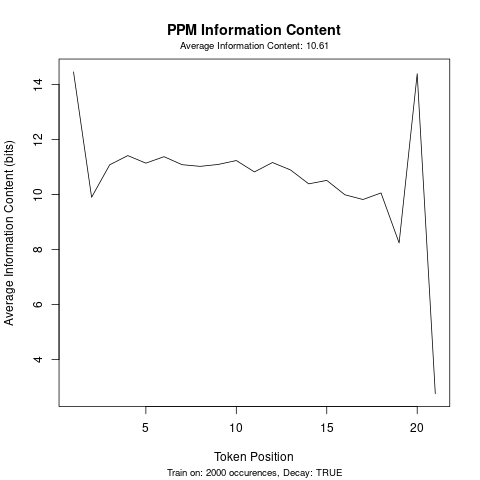 PPM Information Content
Average Information Content: 10.61
Average Information Content (bits)
14
12
10
8
6
4
5
10
15
20
Token Position
Train on: 2000 occurences, Decay: TRUE